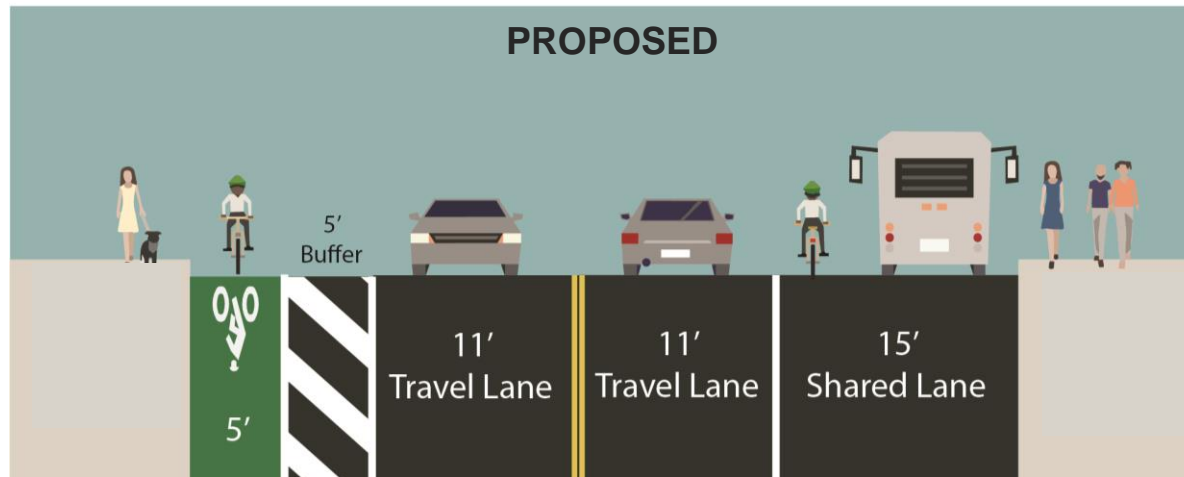 PROPOSED
5′
Buffer
11′
Travel Lane
11′
Travel Lane
15′
Shared Lane
5′